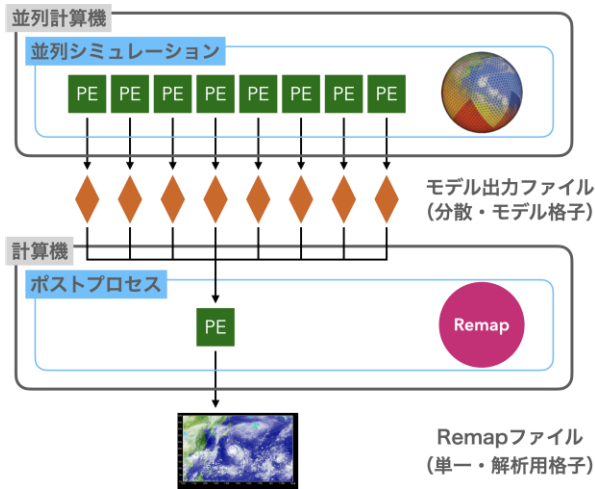 並列計算機
並列シミュレーション
PE PE PE PE PE PE PE PE
モデル出力ファイル
（分散・モデル格子）
計算機
ポストプロセス
PE
Remap
Remapファイル
（単一・解析用格子）